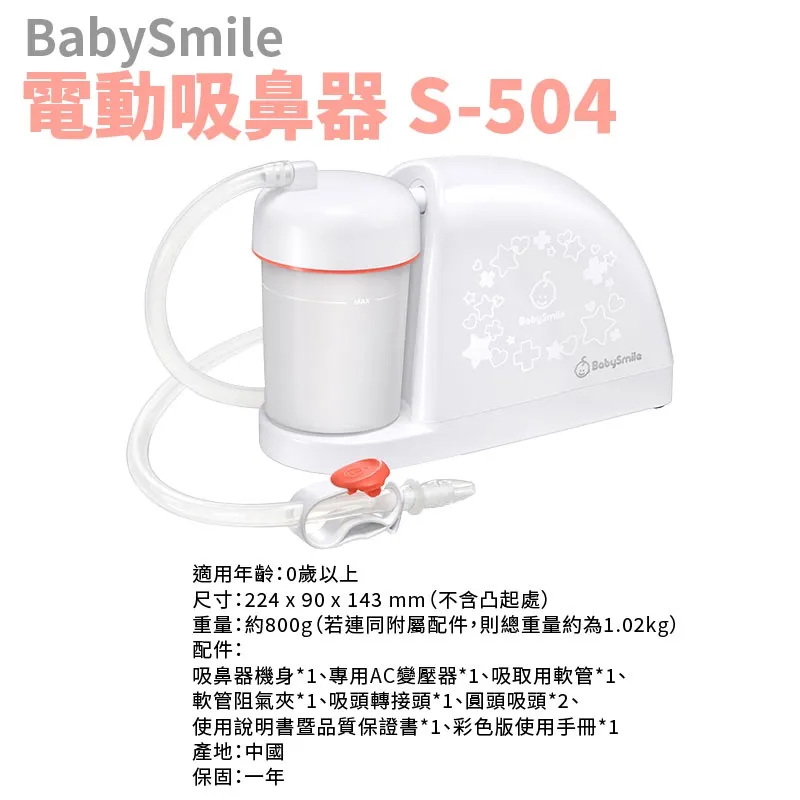 BabySmile
電動吸鼻器 S-504
MAX
BabySmile
BabySmile
適用年齡：0歲以上
尺寸：224 x 90 x 143 mm（不含凸起處）
重量：約800g（若連同附屬配件，則總重量約為1.02kg）
配件：
吸鼻器機身*1、專用AC變壓器*1、吸取用軟管*1、
軟管阻氣夾*1、吸頭轉接頭*1、圓頭吸頭*2、
使用說明書暨品質保證書*1、彩色版使用手冊*1
產地：中國
保固：一年